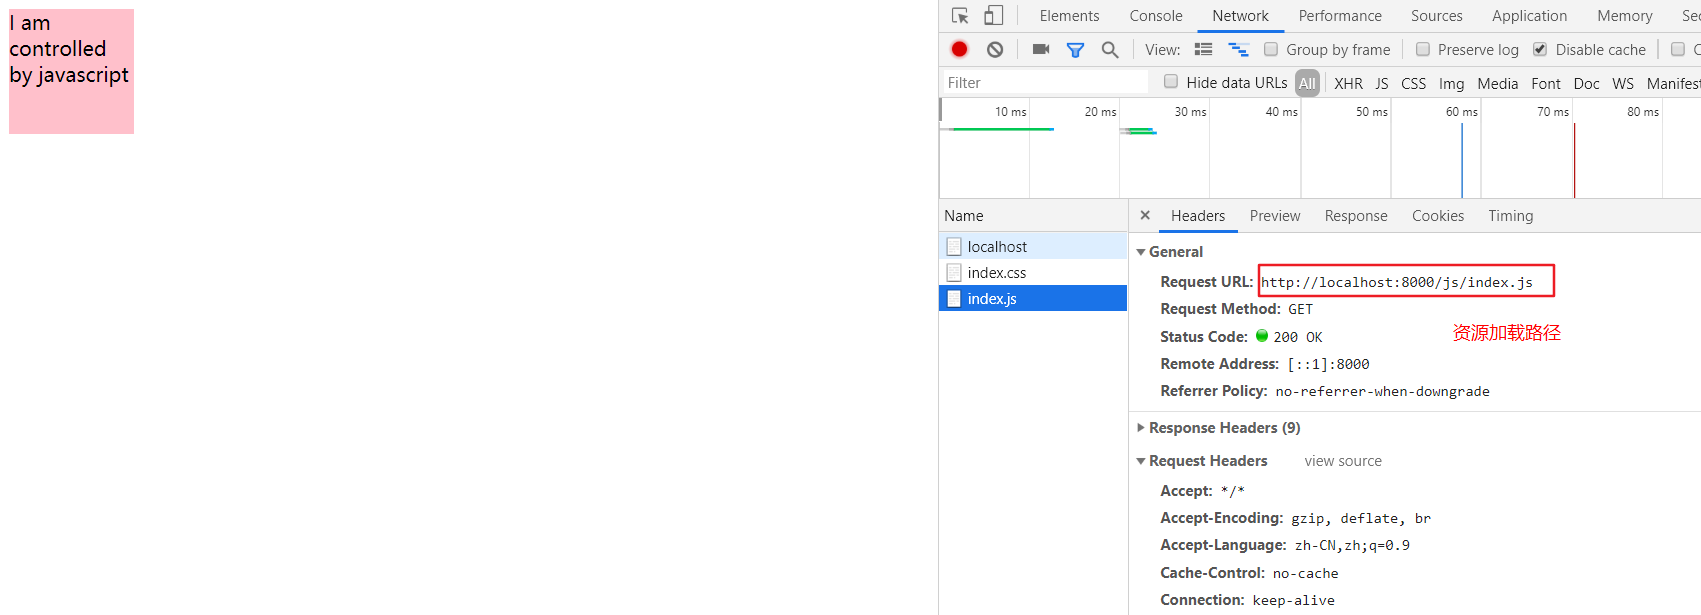 I am
controlled
by javascript
Elements Console Network Performance Sources Application Memory Sec
View: Group by frame Preserve log Disable cache
Filter Hide data URLs All XHR JS CSS Img Media Font Doc WS Manifest
10 ms 20 ms 30 ms 40 ms 50 ms 60 ms 70 ms 80 ms
Name
localhost
index.css
index.js
× Headers Preview Response Cookies Timing
General
Request URL: http://localhost:8000/js/index.js
Request Method: GET
资源加载路径
Status Code: 200 OK
Remote Address: [::1]:8000
Referrer Policy: no-referrer-when-downgrade
Response Headers (9)
Request Headers view source
Accept: */*
Accept-Encoding: gzip, deflate, br
Accept-Language: zh-CN,zh;q=0.9
Cache-Control: no-cache
Connection: keep-alive